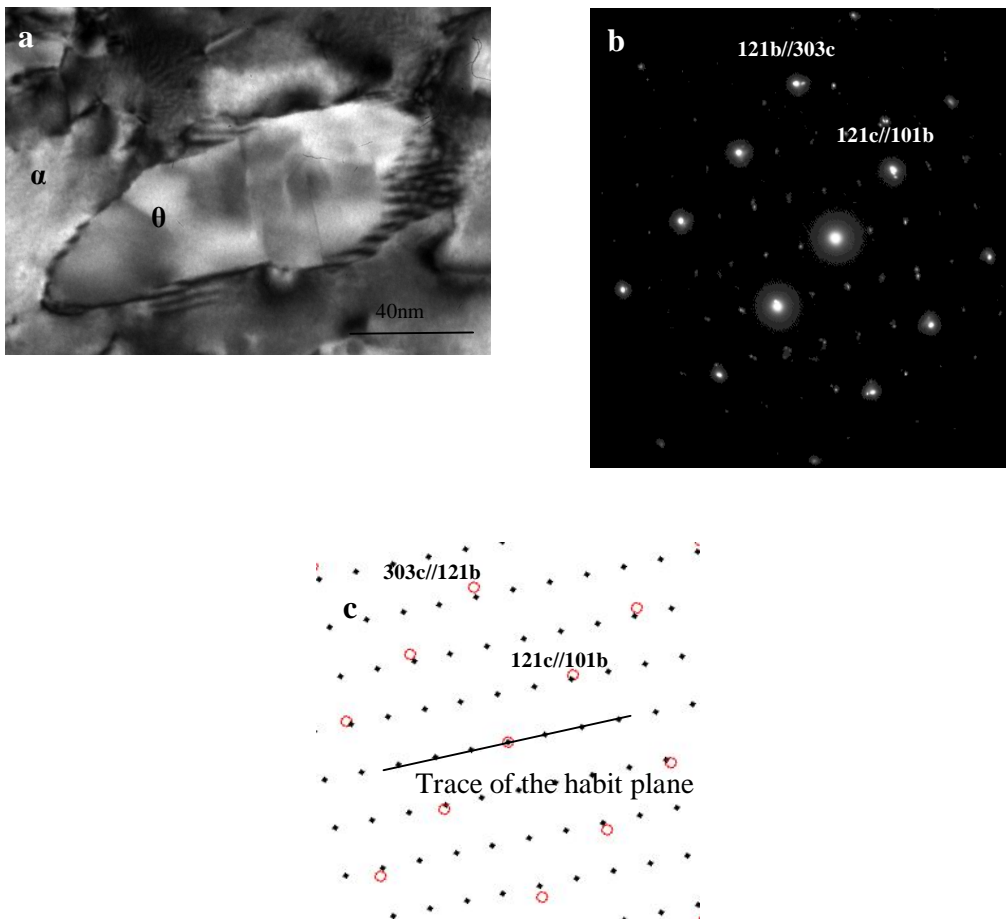 a
α
θ
40nm
b
121b//303c
121c//101b
303c//121b
c
121c//101b
Trace of the habit plane